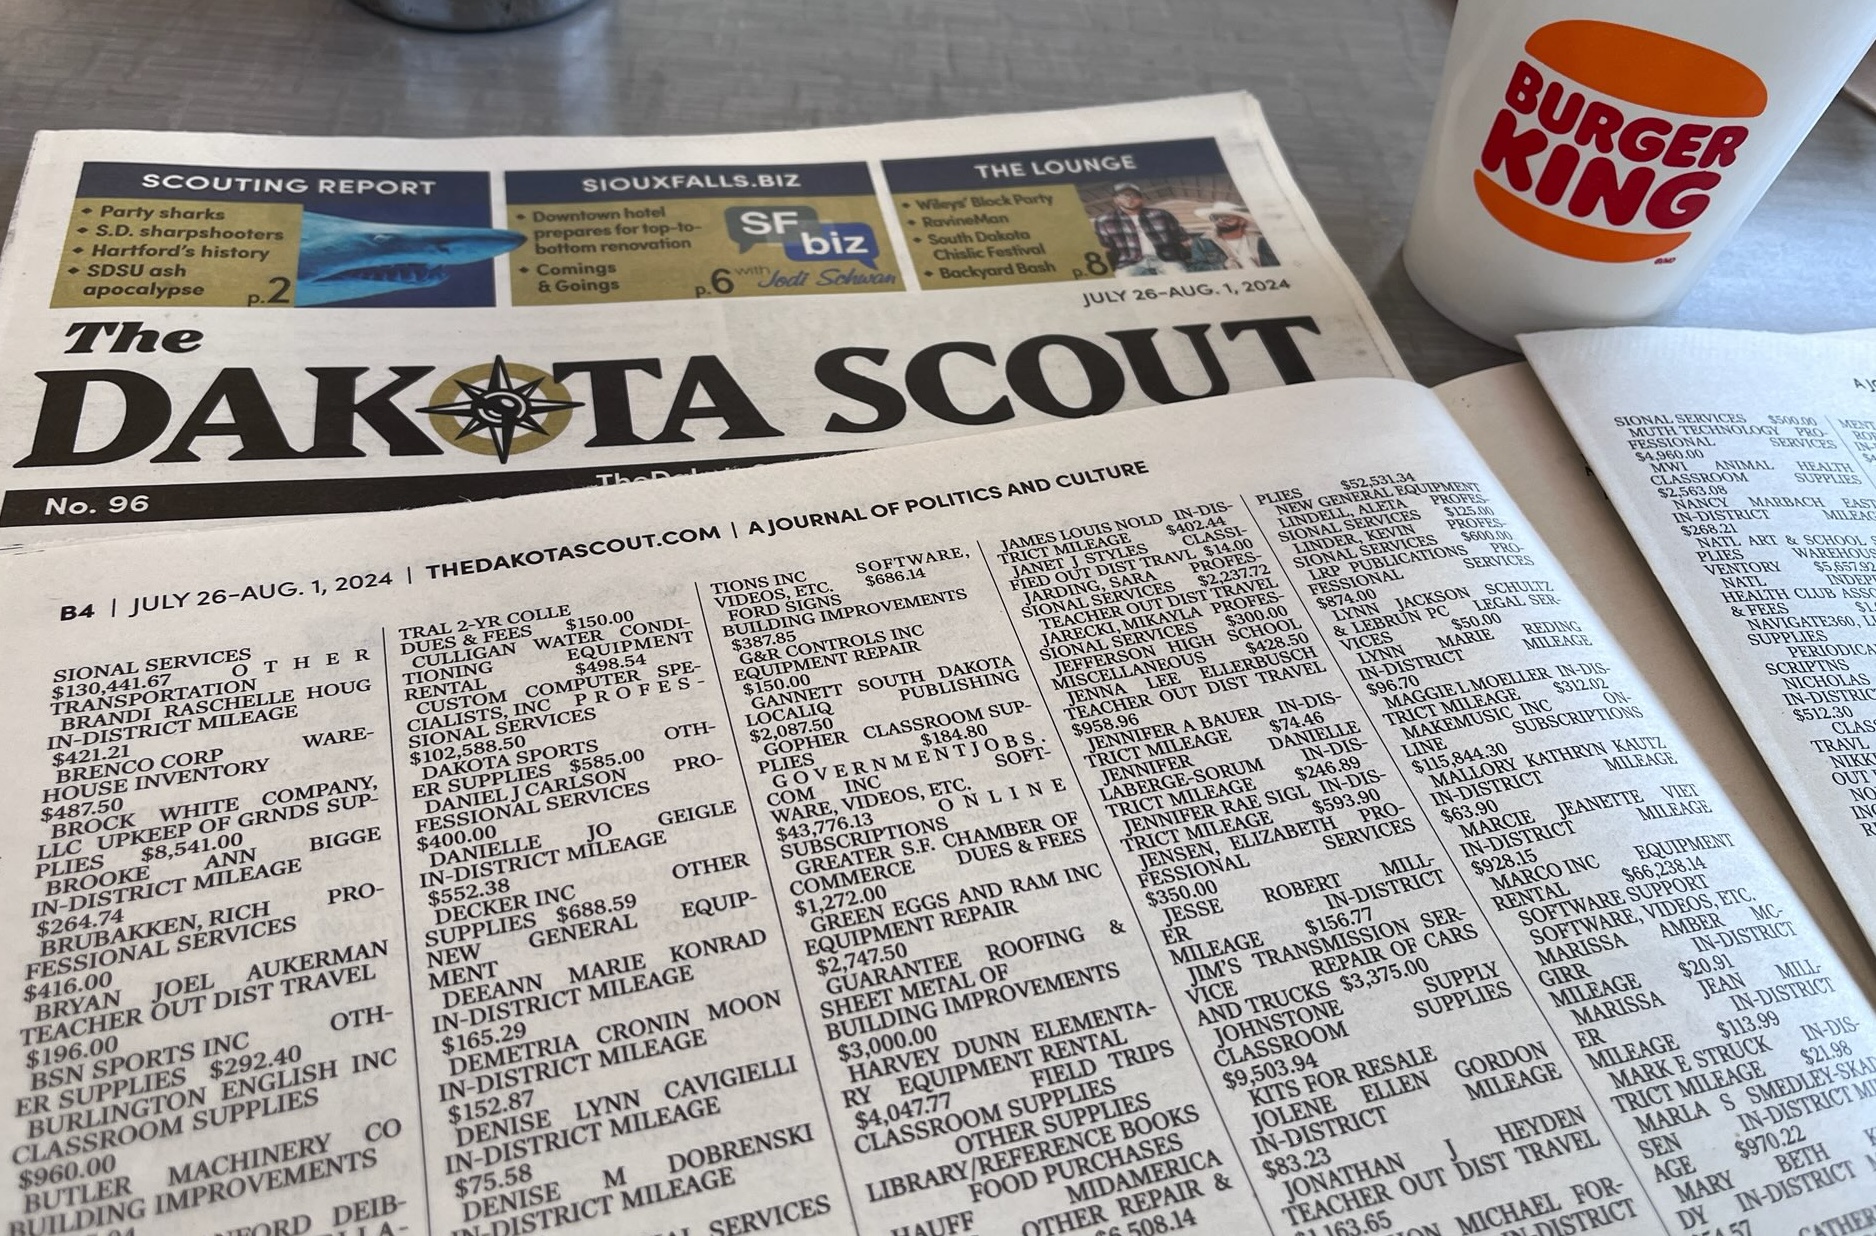 SCOUTING REPORT
• Party sharks
• S.D. sharpshooters
• Hartford's history
• SDSU ash
apocalypse
p.2
SIOUXFALLS.BIZ
• Downtown hotel
prepares for top-to-
bottom renovation
• Comings
& Goings
p.6
SF
biz
with
Jodi Schwan
THE LOUNGE
• Wileys' Block Party
• RavineMan
• South Dakota
Chislic Festival
• Backyard Bash
p.8
JULY 26-AUG. 1, 2024
The
DAKOTA SCOUT
No. 96
BURGER
KING
B4 | JULY 26-AUG. 1, 2024 | THEDAKOTASCOUT.COM | A JOURNAL OF POLITICS AND CULTURE
SIONAL SERVICES
$130,441.67 OTHER
TRANSPORTATION
BRANDI RASCHELLE HOUG
IN-DISTRICT MILEAGE
$421.21
BRENCO CORP WARE-
HOUSE INVENTORY
$487.50
BROCK WHITE COMPANY,
LLC UPKEEP OF GRNDS SUP-
PLIES $8,541.00
BROOKE ANN BIGGE
IN-DISTRICT MILEAGE
$264.74
BRUBAKKEN, RICH PRO-
FESSIONAL SERVICES
$416.00
BRYAN JOEL AUKERMAN
TEACHER OUT DIST TRAVEL
$196.00
BSN SPORTS INC OTH-
ER SUPPLIES $292.40
BURLINGTON ENGLISH INC
CLASSROOM SUPPLIES
$960.00
BUTLER MACHINERY CO
BUILDING IMPROVEMENTS
DEIB-
TRAL 2-YR COLLE
DUES & FEES $150.00
CULLIGAN WATER CONDI-
TIONING EQUIPMENT
RENTAL $498.54
CUSTOM COMPUTER SPE-
CIALISTS, INC PROFES-
SIONAL SERVICES
$102,588.50
DAKOTA SPORTS OTH-
ER SUPPLIES $585.00
DANIEL J CARLSON PRO-
FESSIONAL SERVICES
$400.00
DANIELLE JO GEIGLE
IN-DISTRICT MILEAGE
$552.38
DECKER INC OTHER
SUPPLIES $688.59
NEW GENERAL EQUIP-
MENT
DEEANN MARIE KONRAD
IN-DISTRICT MILEAGE
$165.29
DEMETRIA CRONIN MOON
IN-DISTRICT MILEAGE
$152.87
DENISE LYNN CAVIGIELLI
IN-DISTRICT MILEAGE
$75.58
DENISE M DOBRENSKI
IN-DISTRICT MILEAGE
SERVICES
TIONS INC SOFTWARE,
VIDEOS, ETC. $686.14
FORD SIGNS
BUILDING IMPROVEMENTS
$387.85
G&R CONTROLS INC
EQUIPMENT REPAIR
$150.00
GANNETT SOUTH DAKOTA
LOCALIQ PUBLISHING
$2,087.50
GOPHER CLASSROOM SUP-
PLIES $184.80
GOVERNMENTJOBS.
COM INC SOFT-
WARE, VIDEOS, ETC.
$43,776.13 ONLINE
SUBSCRIPTIONS
GREATER S.F. CHAMBER OF
COMMERCE DUES & FEES
$1,272.00
GREEN EGGS AND RAM INC
EQUIPMENT REPAIR
$2,747.50
GUARANTEE ROOFING &
SHEET METAL OF
BUILDING IMPROVEMENTS
$3,000.00
HARVEY DUNN ELEMENTA-
RY EQUIPMENT RENTAL
$4,047.77 FIELD TRIPS
CLASSROOM SUPPLIES
OTHER SUPPLIES
LIBRARY/REFERENCE BOOKS
FOOD PURCHASES
HAUFF MIDAMERICA
OTHER REPAIR &
JAMES LOUIS NOLD IN-DIS-
TRICT MILEAGE $402.44
JANET J STYLES CLASSI-
FIED OUT DIST TRAVL $14.00
JARDING, SARA PROFES-
SIONAL SERVICES $2,237.72
TEACHER OUT DIST TRAVEL
JARECKI, MIKAYLA PROFES-
SIONAL SERVICES $300.00
JEFFERSON HIGH SCHOOL
MISCELLANEOUS $428.50
JENNA LEE ELLERBUSCH
TEACHER OUT DIST TRAVEL
$958.96
JENNIFER A BAUER IN-DIS-
TRICT MILEAGE $74.46
JENNIFER DANIELLE
LABERGE-SORUM IN-DIS-
TRICT MILEAGE $246.89
JENNIFER RAE SIGL IN-DIS-
TRICT MILEAGE $593.90
JENSEN, ELIZABETH PRO-
FESSIONAL SERVICES
$350.00
JESSE ROBERT MILL-
ER IN-DISTRICT
MILEAGE $156.77
JIM'S TRANSMISSION SER-
VICE REPAIR OF CARS
AND TRUCKS $3,375.00
JOHNSTONE SUPPLY
CLASSROOM SUPPLIES
$9,503.94
KITS FOR RESALE
JOLENE ELLEN GORDON
IN-DISTRICT MILEAGE
$83.23
JONATHAN J HEYDEN
TEACHER OUT DIST TRAVEL
$1,163.65
MICHAEL FOR-
IN-DISTRICT
PLIES $52,531.34
NEW GENERAL EQUIPMENT
LINDELL, ALETA PROFES-
SIONAL SERVICES $125.00
LINDER, KEVIN PROFES-
SIONAL SERVICES $600.00
LRP PUBLICATIONS PRO-
FESSIONAL SERVICES
$874.00
LYNN JACKSON SCHULTZ
& LEBRUN PC LEGAL SER-
VICES $50.00
LYNN MARIE REDING
IN-DISTRICT MILEAGE
$96.70
MAGGIE L MOELLER IN-DIS-
TRICT MILEAGE $312.02
MAKEMUSIC INC ON-
LINE SUBSCRIPTIONS
$115,844.30
MALLORY KATHRYN KAUTZ
IN-DISTRICT MILEAGE
$63.90
MARCIE JEANETTE VIET
IN-DISTRICT MILEAGE
$928.15
MARCO INC EQUIPMENT
RENTAL $66,238.14
SOFTWARE SUPPORT
SOFTWARE, VIDEOS, ETC.
MARISSA AMBER MC-
GIRR IN-DISTRICT
MILEAGE $20.91
MARISSA JEAN MILL-
ER IN-DISTRICT
MILEAGE $113.99
MARK E STRUCK IN-DIS-
TRICT MILEAGE $21.98
MARLA S SMEDLEY-SKA
SEN IN-DISTRICT
AGE $970.22
MARY BETH
DY IN-DISTRICT
SIONAL SERVICES $500.00
MUTH TECHNOLOGY PRO-
FESSIONAL SERVICES
$4,960.00
MWI ANIMAL HEALTH
CLASSROOM SUPPLIES
$2,563.08
NANCY MARBACH EAST
IN-DISTRICT
$268.21
NATL ART & SCHOOL
PLIES
VENTORY
NATL
HEALTH CLUB
& FEES
NAVIGATE360,
SUPPLIES
SCRIPTNS
NICHOLAS
IN-DISTRIC
$512.30
TRAVL